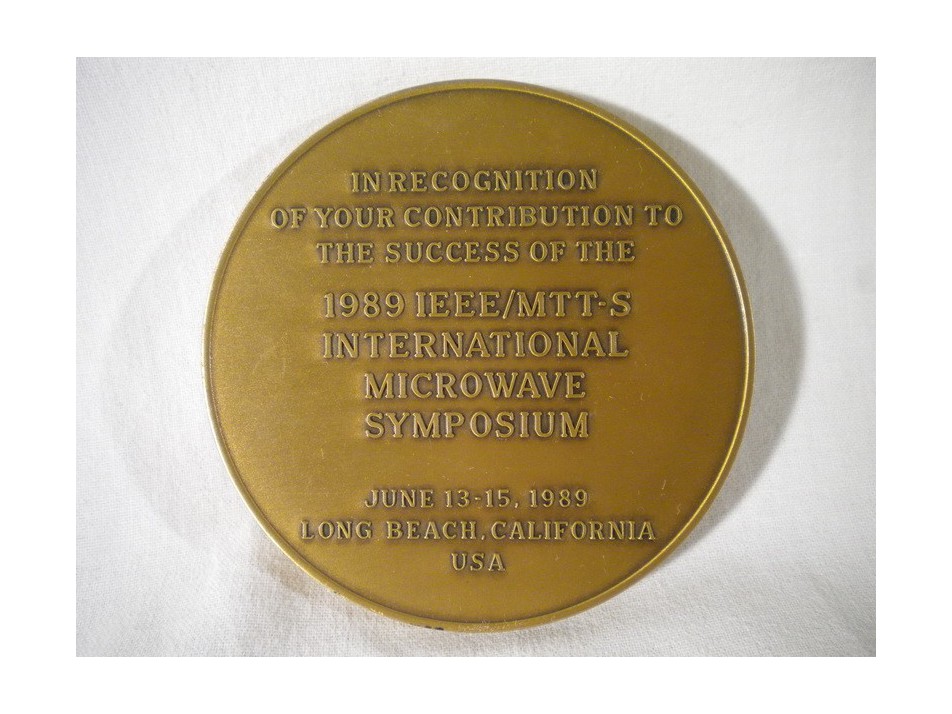 IN RECOGNITION
OF YOUR CONTRIBUTION TO
THE SUCCESS OF THE
1989 IEEE/MTT-S
INTERNATIONAL
MICROWAVE
SYMPOSIUM
JUNE 13-15, 1989
LONG BEACH, CALIFORNIA
USA